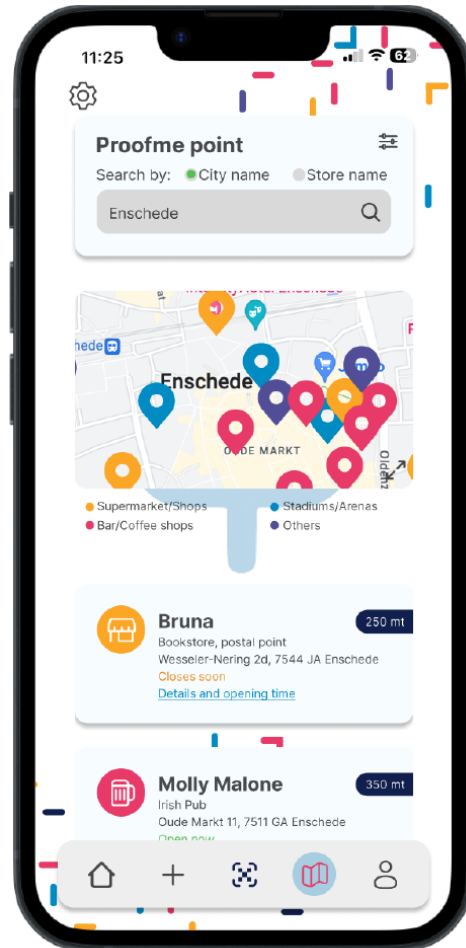 11:25
62
Proofme point
Search by: City name Store name
Enschede
Enschede
OUDE MARKT
Supermarket/Shops
Stadiums/Arenas
Bar/Coffee shops
Others
Bruna
250 mt
Bookstore, postal point
Wesseler-Nering 2d, 7544 JA Enschede
Closes soon
Details and opening time
Molly Malone
350 mt
Irish Pub
Oude Markt 11, 7511 GA Enschede
Open now